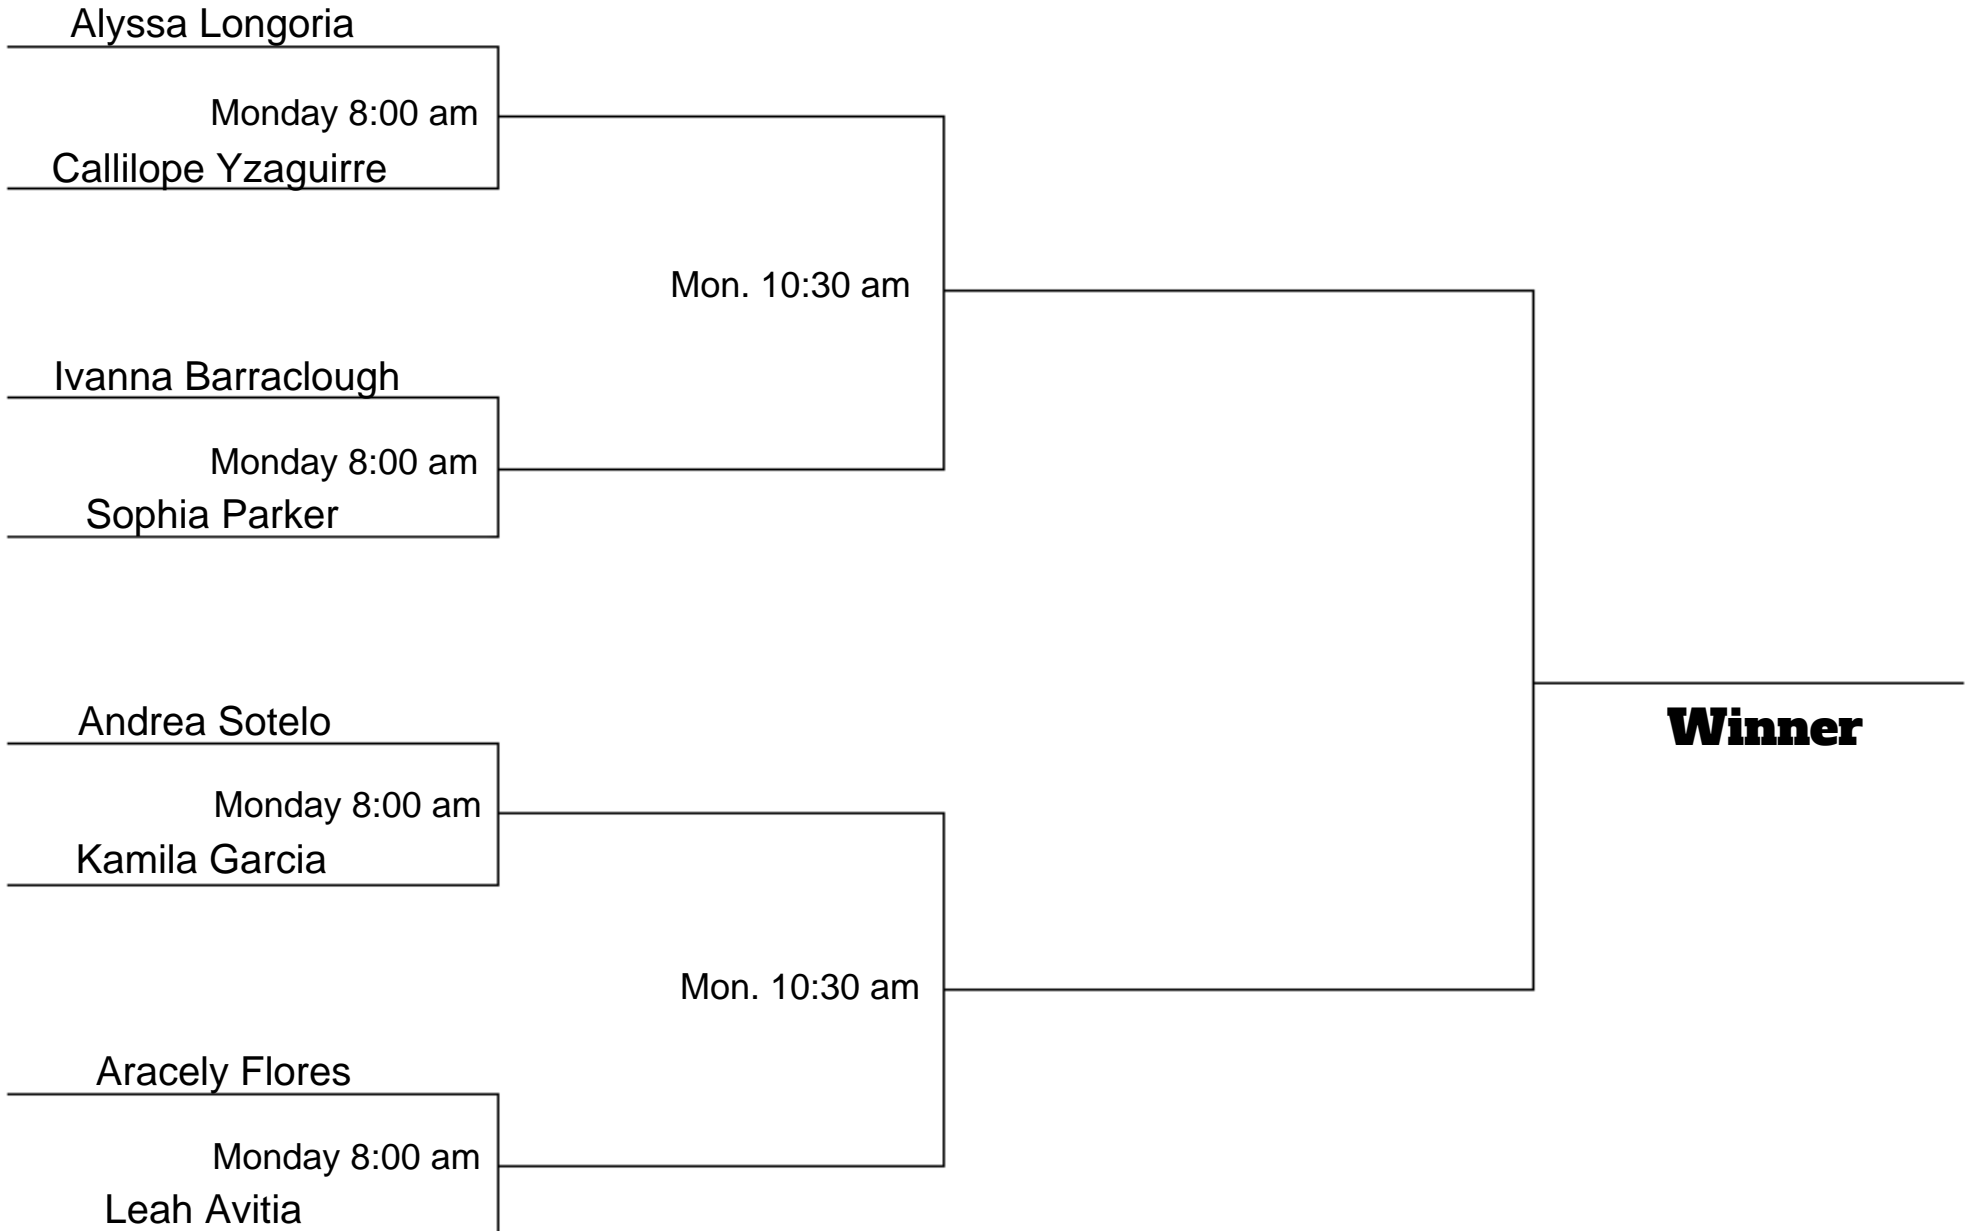 Alyssa Longoria
Monday 8:00 am
Callilope Yzaguirre
Mon. 10:30 am
Ivanna Barraclough
Monday 8:00 am
Sophia Parker
Winner
Andrea Sotelo
Monday 8:00 am
Kamila Garcia
Mon. 10:30 am
Aracely Flores
Monday 8:00 am
Leah Avitia